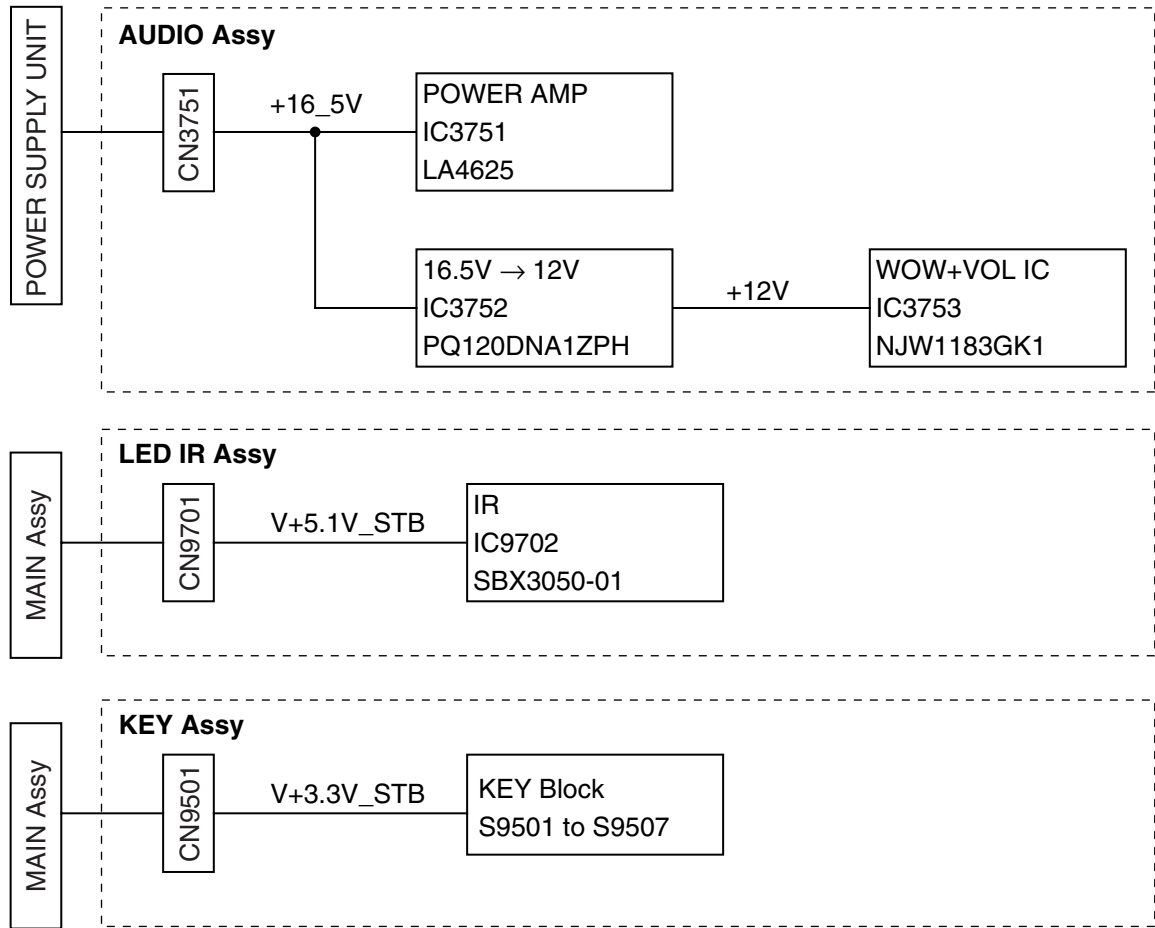 POWER SUPPLY UNIT
AUDIO Assy
CN3751
+16_5V
POWER AMP
IC3751
LA4625
16.5V → 12V
IC3752
PQ120DNA1ZPH
+12V
WOW+VOL IC
IC3753
NJW1183GK1
MAIN Assy
LED IR Assy
CN9701
V+5.1V_STB
IR
IC9702
SBX3050-01
MAIN Assy
KEY Assy
CN9501
V+3.3V_STB
KEY Block
S9501 to S9507